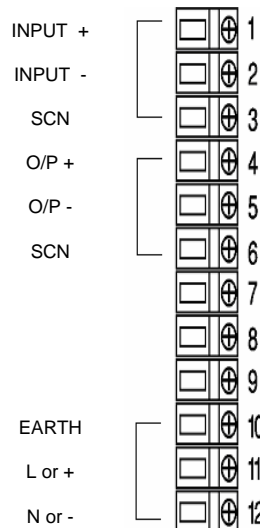 INPUT + 1
INPUT - 2
SCN 3
O/P + 4
O/P - 5
SCN 6
7
8
9
EARTH 10
L or + 11
N or - 12